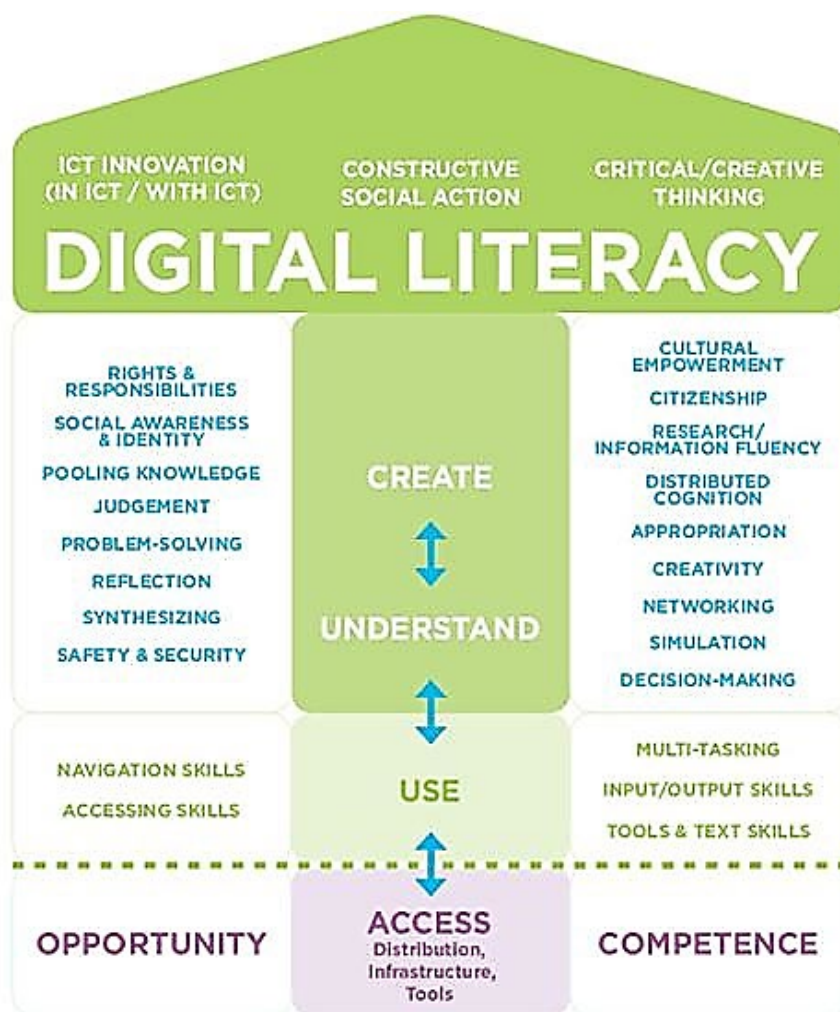 ICT INNOVATION
(IN ICT / WITH ICT)
CONSTRUCTIVE
SOCIAL ACTION
CRITICAL/CREATIVE
THINKING
DIGITAL LITERACY
RIGHTS &
RESPONSIBILITIES
SOCIAL AWARENESS
& IDENTITY
POOLING KNOWLEDGE
JUDGEMENT
PROBLEM-SOLVING
REFLECTION
SYNTHESIZING
SAFETY & SECURITY
CREATE
UNDERSTAND
CULTURAL
EMPOWERMENT
CITIZENSHIP
RESEARCH/
INFORMATION FLUENCY
DISTRIBUTED
COGNITION
APPROPRIATION
CREATIVITY
NETWORKING
SIMULATION
DECISION-MAKING
NAVIGATION SKILLS
ACCESSING SKILLS
USE
MULTI-TASKING
INPUT/OUTPUT SKILLS
TOOLS & TEXT SKILLS
OPPORTUNITY
ACCESS
Distribution,
Infrastructure,
Tools
COMPETENCE